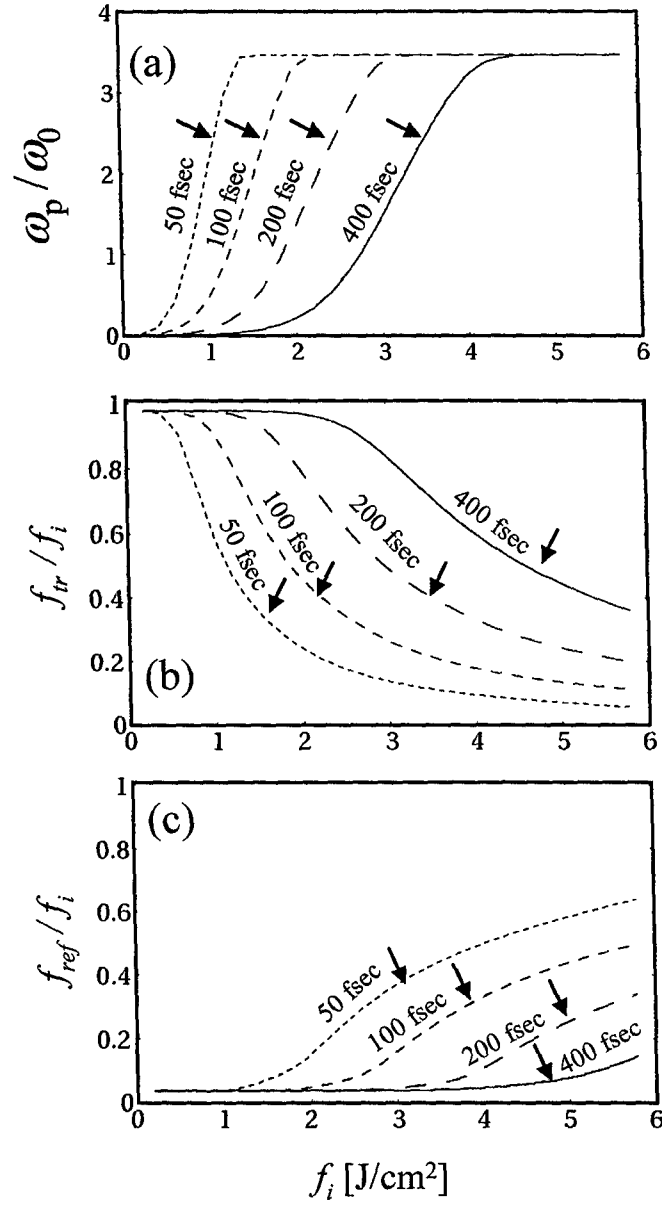 (a)
ω_p/ω_0
4
3
2
1
0
50 fsec
100 fsec
200 fsec
400 fsec
0 1 2 3 4 5 6
(b)
f_tr/f_i
1
0.8
0.6
0.4
0.2
0
50 fsec
100 fsec
200 fsec
400 fsec
0 1 2 3 4 5 6
(c)
f_ref/f_i
1
0.8
0.6
0.4
0.2
0
50 fsec
100 fsec
200 fsec
400 fsec
0 1 2 3 4 5 6
f_i [J/cm²]